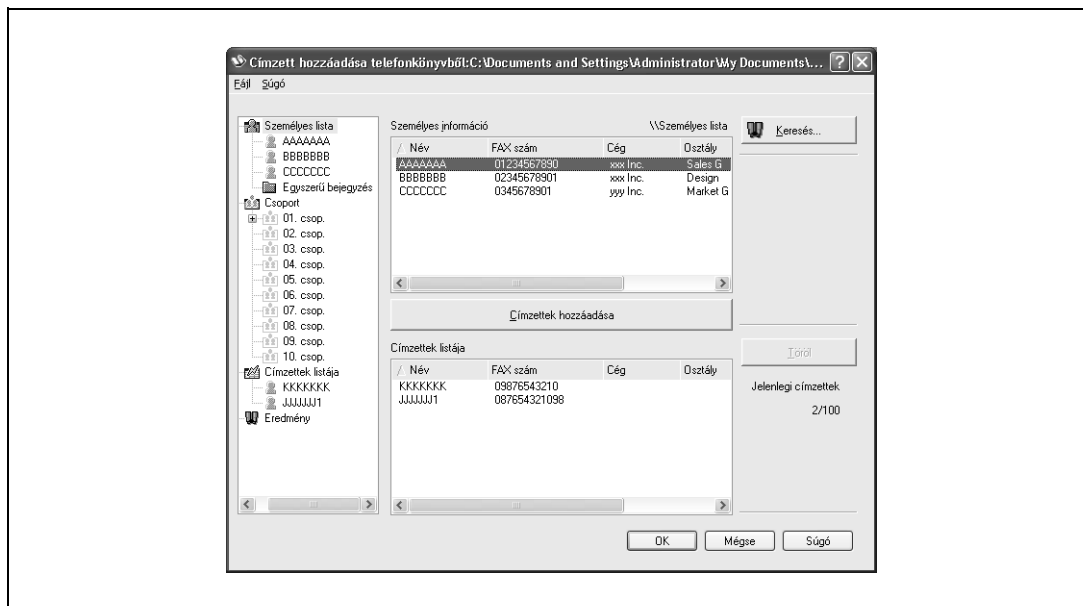 Címzett hozzáadása telefonkönyvből:C:\Documents and Settings\Administrator\My Documents\...
Fájl Súgó
Személyes lista
AAAAAAA
BBBBBBB
CCCCCCC
Egyszerű bejegyzés
Csoport
01. csop.
02. csop.
03. csop.
04. csop.
05. csop.
06. csop.
07. csop.
08. csop.
09. csop.
10. csop.
Címzettek listája
KKKKKKK
JJJJJJ1
Eredmény
Személyes információ \\Személyes lista
/ Név FAX szám Cég Osztály
AAAAAAA 01234567890 xxx Inc. Sales G
BBBBBBB 02345678901 xxx Inc. Design
CCCCCCC 0345678901 yyy Inc. Market G
Címzettek hozzáadása
Címzettek listája
/ Név FAX szám Cég Osztály
KKKKKKK 09876543210
JJJJJJ1 087654321098
Keresés...
Töröl
Jelenlegi címzettek
2/100
OK Mégse Súgó